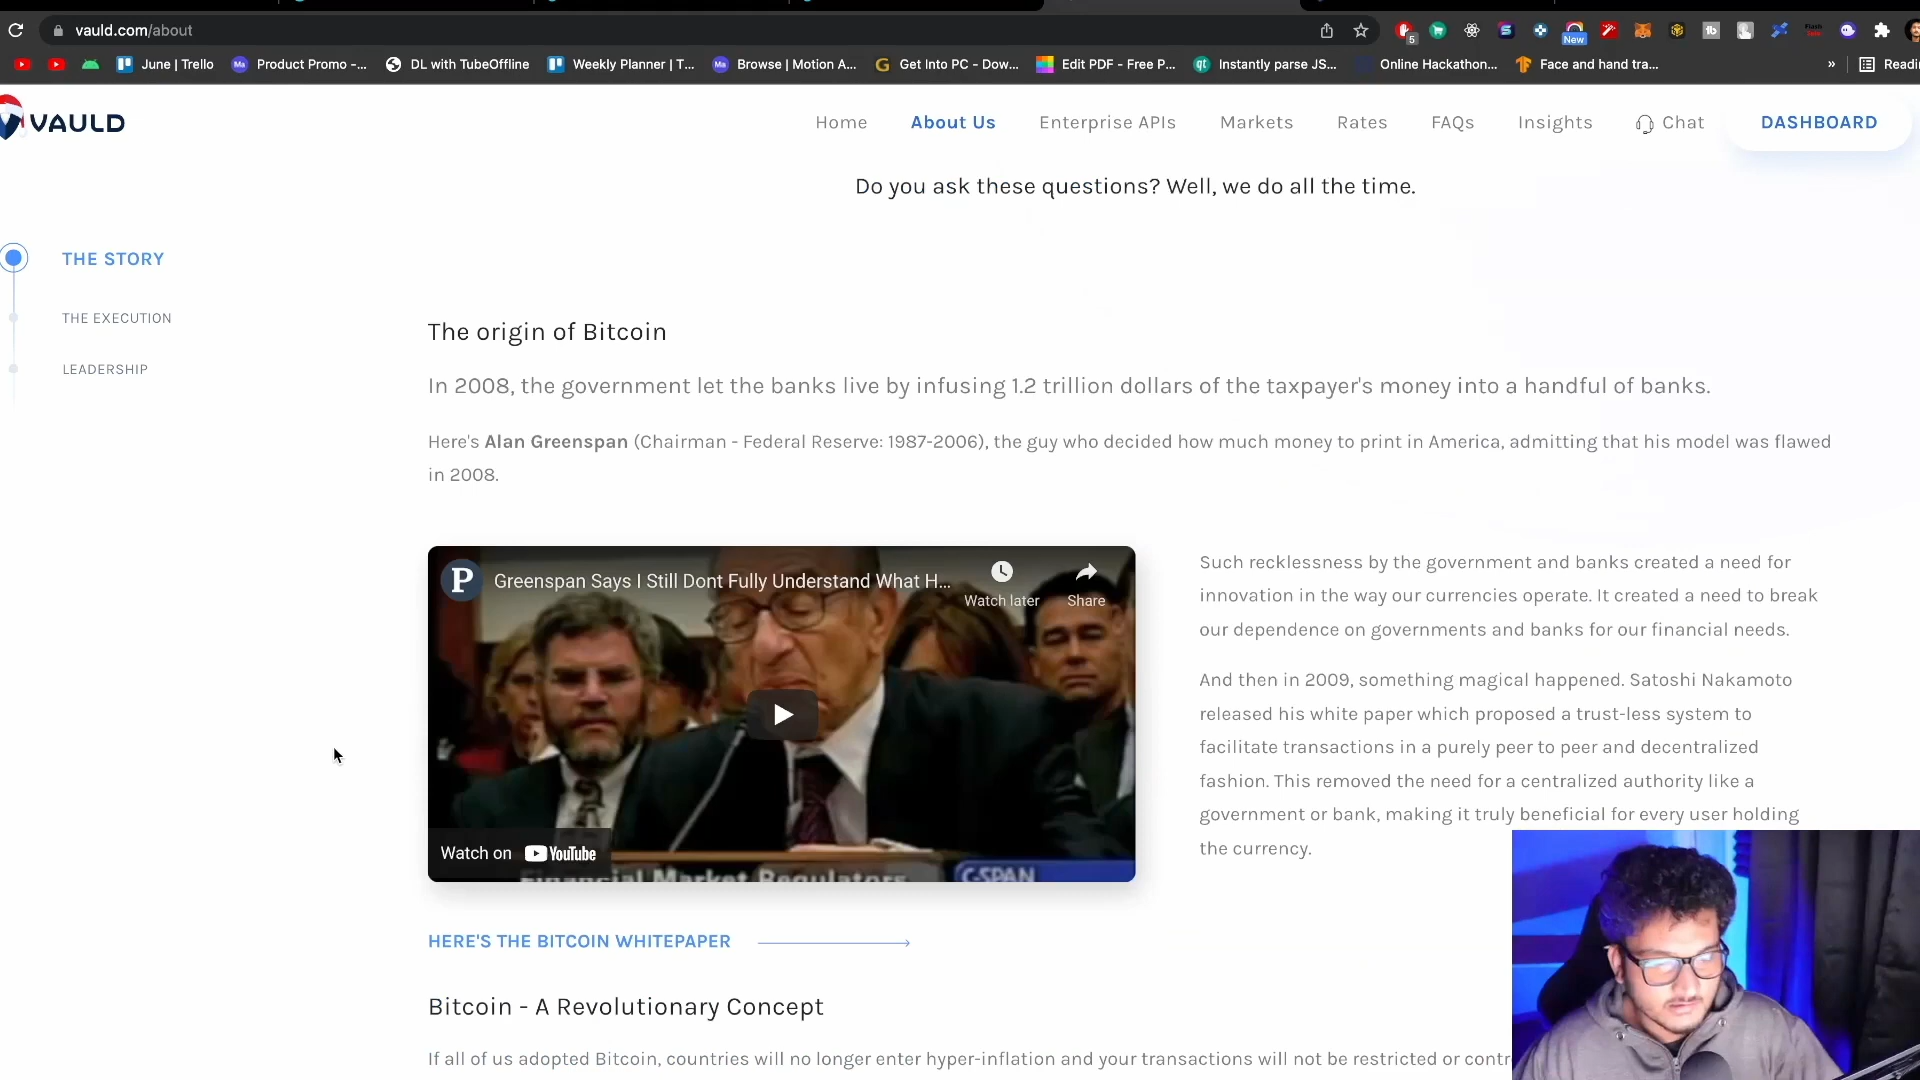 vauld.com/about
5
New
June | Trello
Product Promo -...
DL with TubeOffline
Weekly Planner | T...
Browse | Motion A...
Get Into PC - Dow...
Edit PDF - Free P...
Instantly parse JS...
Online Hackathon...
Face and hand tra...
»
Readi
VAULD
Home
About Us
Enterprise APIs
Markets
Rates
FAQs
Insights
Chat
DASHBOARD
Do you ask these questions? Well, we do all the time.
THE STORY
THE EXECUTION
LEADERSHIP
The origin of Bitcoin
In 2008, the government let the banks live by infusing 1.2 trillion dollars of the taxpayer's money into a handful of banks.
Here's Alan Greenspan (Chairman - Federal Reserve: 1987-2006), the guy who decided how much money to print in America, admitting that his model was flawed
in 2008.
P
Greenspan Says I Still Dont Fully Understand What H...
Watch later
Share
Watch on YouTube
Financial Market Regulators
C-SPAN
Such recklessness by the government and banks created a need for
innovation in the way our currencies operate. It created a need to break
our dependence on governments and banks for our financial needs.
And then in 2009, something magical happened. Satoshi Nakamoto
released his white paper which proposed a trust-less system to
facilitate transactions in a purely peer to peer and decentralized
fashion. This removed the need for a centralized authority like a
government or bank, making it truly beneficial for every user holding
the currency.
HERE'S THE BITCOIN WHITEPAPER
Bitcoin - A Revolutionary Concept
If all of us adopted Bitcoin, countries will no longer enter hyper-inflation and your transactions will not be restricted or contr